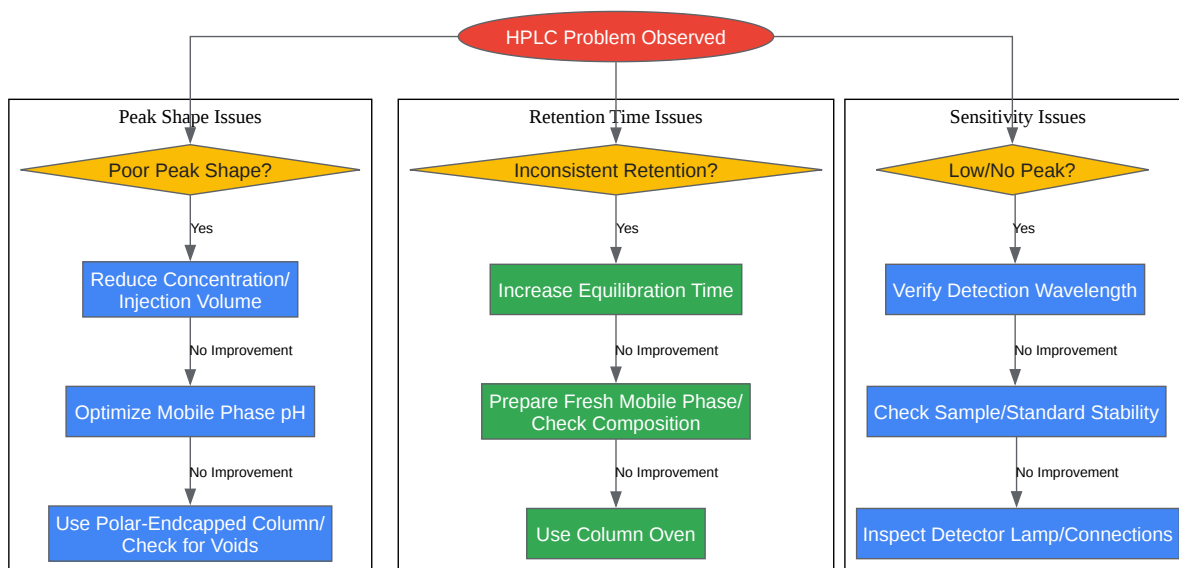 HPLC Problem Observed
Peak Shape Issues
Poor Peak Shape?
Yes
Reduce Concentration/
Injection Volume
No Improvement
Optimize Mobile Phase pH
No Improvement
Use Polar-Endcapped Column/
Check for Voids
Retention Time Issues
Inconsistent Retention?
Yes
Increase Equilibration Time
No Improvement
Prepare Fresh Mobile Phase/
Check Composition
No Improvement
Use Column Oven
Sensitivity Issues
Low/No Peak?
Yes
Verify Detection Wavelength
No Improvement
Check Sample/Standard Stability
No Improvement
Inspect Detector Lamp/Connections